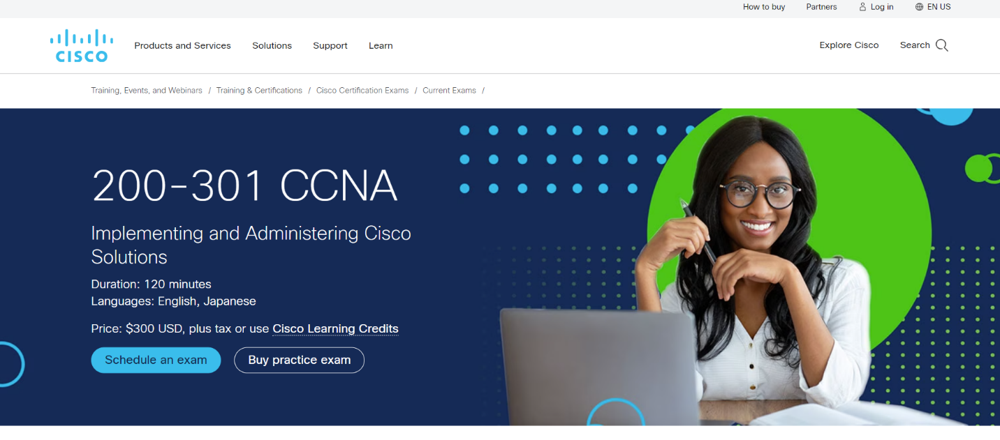 How to buy Partners Log in EN US
CISCO
Products and Services Solutions Support Learn
Explore Cisco Search
Training, Events, and Webinars / Training & Certifications / Cisco Certification Exams / Current Exams /
200-301 CCNA
Implementing and Administering Cisco
Solutions
Duration: 120 minutes
Languages: English, Japanese
Price: $300 USD, plus tax or use Cisco Learning Credits
Schedule an exam Buy practice exam